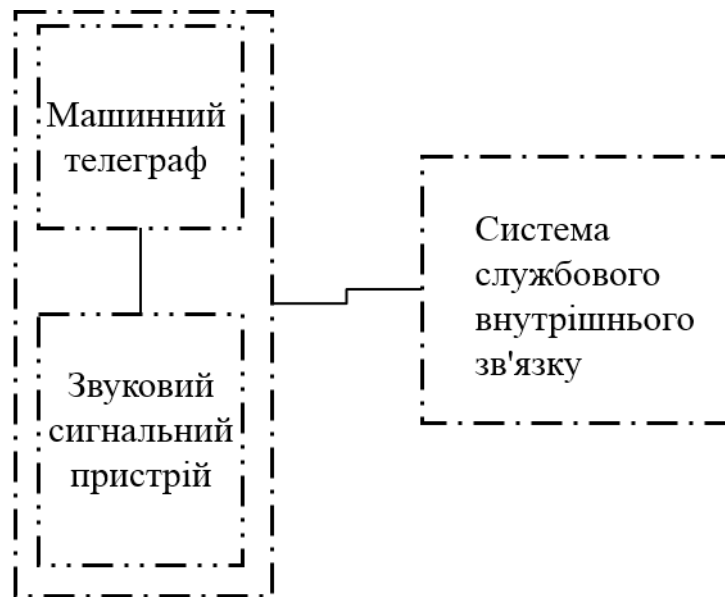 Машинний
телеграф
Звуковий
сигнальний
пристрій
Система
службового
внутрішнього
зв'язку